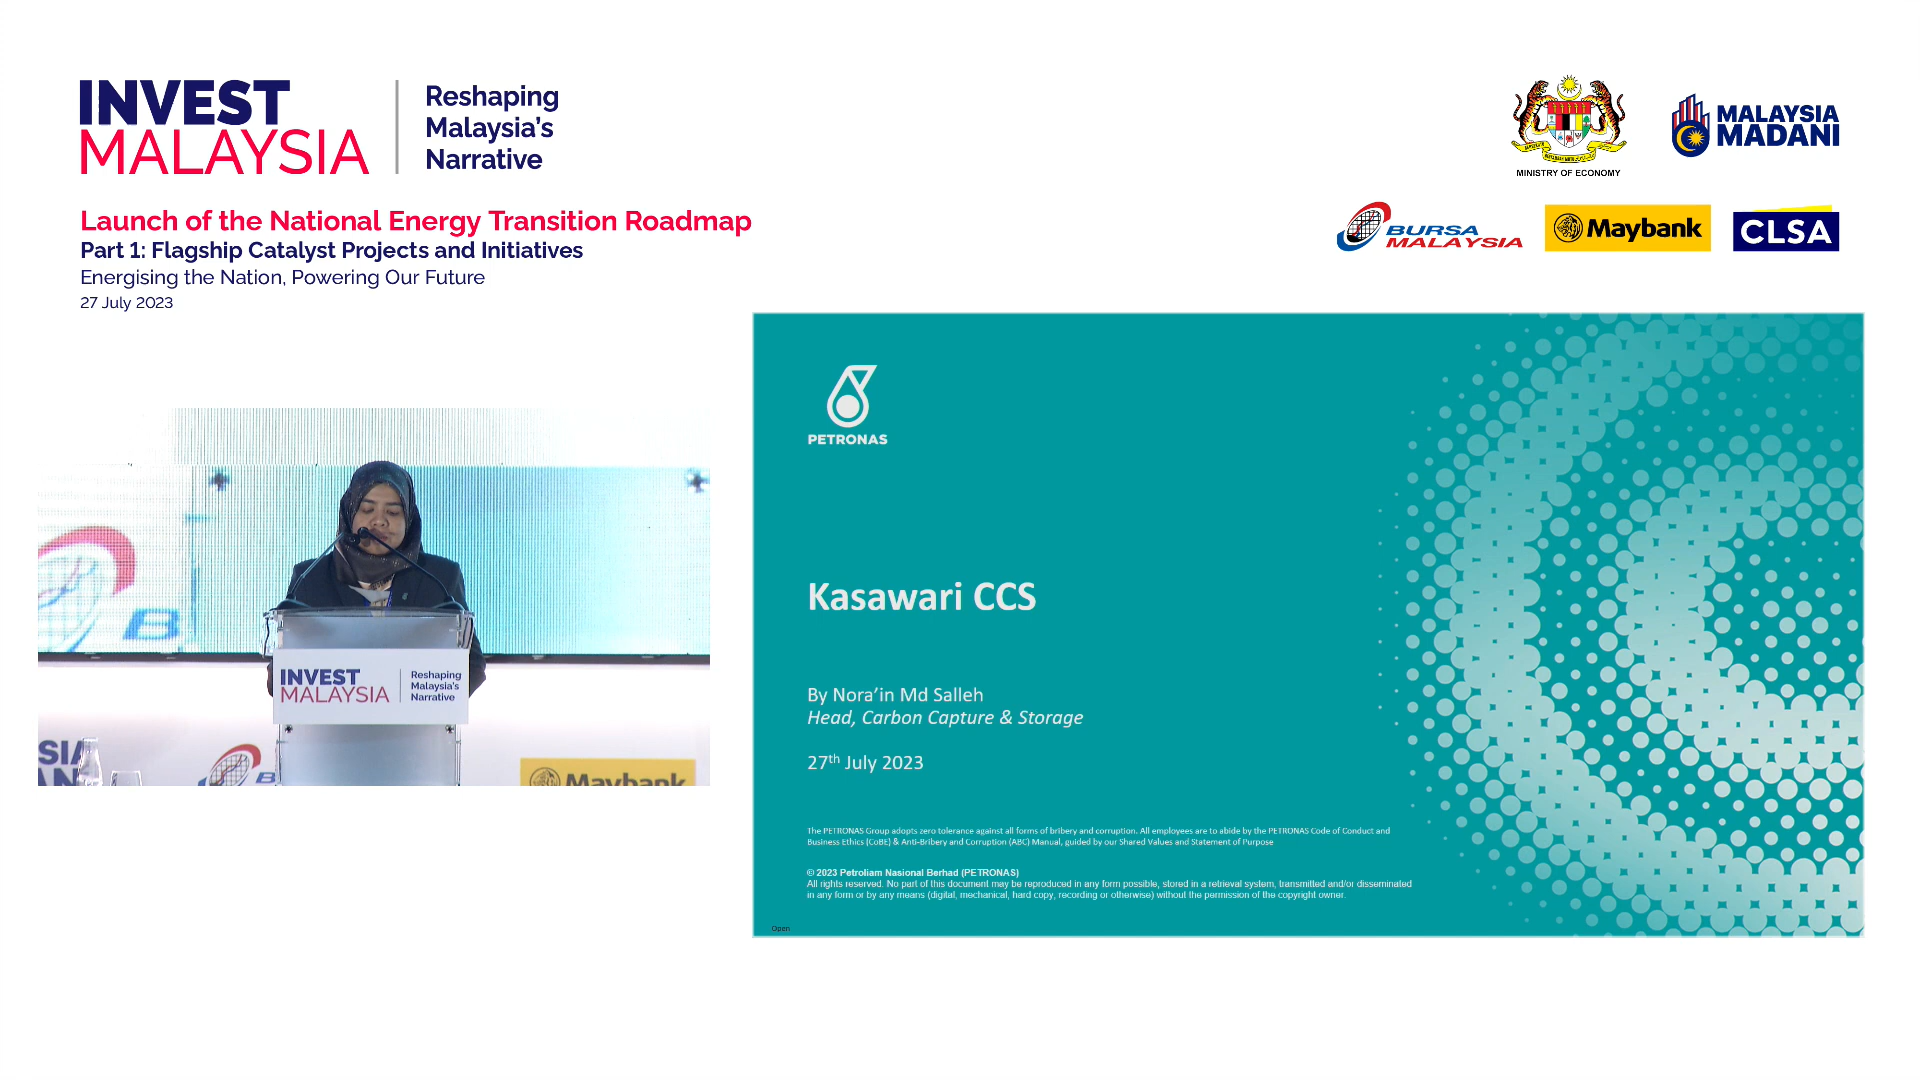 INVEST
MALAYSIA
Reshaping
Malaysia's
Narrative
Launch of the National Energy Transition Roadmap
Part 1: Flagship Catalyst Projects and Initiatives
Energising the Nation, Powering Our Future
27 July 2023
MINISTRY OF ECONOMY
MALAYSIA
MADANI
BURSA
MALAYSIA
Maybank
CLSA
B
INVEST
MALAYSIA
Reshaping
Malaysia's
Narrative
SIA
AN
B
Maybank
PETRONAS
Kasawari CCS
By Nora'in Md Salleh
Head, Carbon Capture & Storage
27th July 2023
The PETRONAS Group adopts zero tolerance against all forms of bribery and corruption. All employees are to abide by the PETRONAS Code of Conduct and
Business Ethics (CoBE) & Anti-Bribery and Corruption (ABC) Manual, guided by our Shared Values and Statement of Purpose
© 2023 Petroliam Nasional Berhad (PETRONAS)
All rights reserved. No part of this document may be reproduced in any form possible, stored in a retrieval system, transmitted and/or disseminated
in any form or by any means (digital, mechanical, hard copy, recording or otherwise) without the permission of the copyright owner.
Open